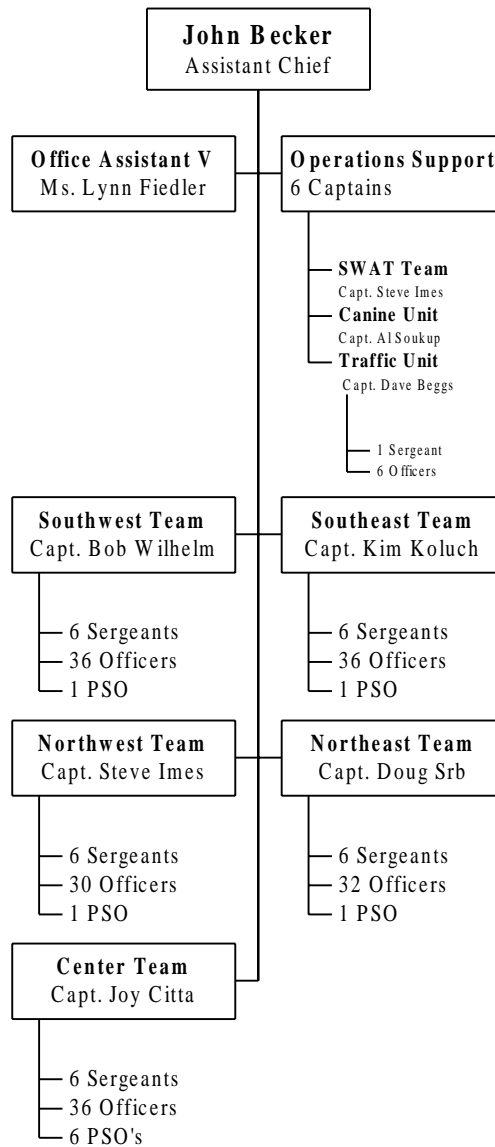 John Becker
Assistant Chief
Office Assistant V
Ms. Lynn Fiedler
Operations Support
6 Captains
SWAT Team
Capt. Steve Imes
Canine Unit
Capt. Al Soukup
Traffic Unit
Capt. Dave Beggs
1 Sergeant
6 Officers
Southwest Team
Capt. Bob Wilhelm
6 Sergeants
36 Officers
1 PSO
Southeast Team
Capt. Kim Koluch
6 Sergeants
36 Officers
1 PSO
Northwest Team
Capt. Steve Imes
6 Sergeants
30 Officers
1 PSO
Northeast Team
Capt. Doug Srb
6 Sergeants
32 Officers
1 PSO
Center Team
Capt. Joy Citta
6 Sergeants
36 Officers
6 PSO's